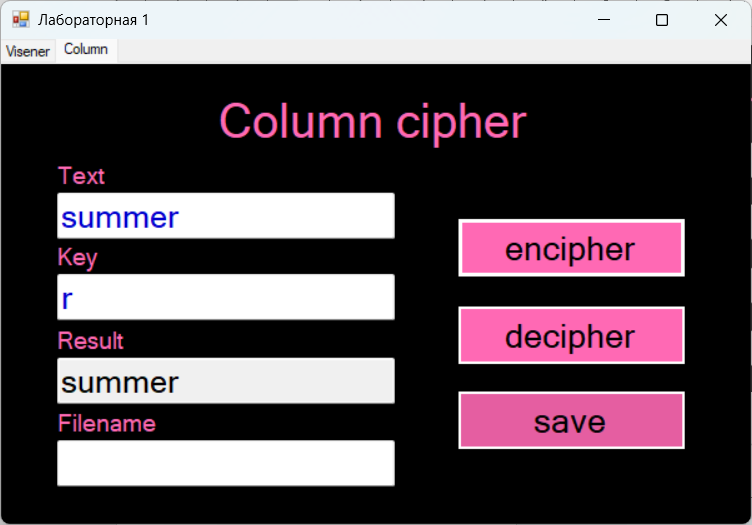 Лабораторная 1
Visener Column
Column cipher
Text
summer
Key
r
Result
summer
Filename
encipher
decipher
save